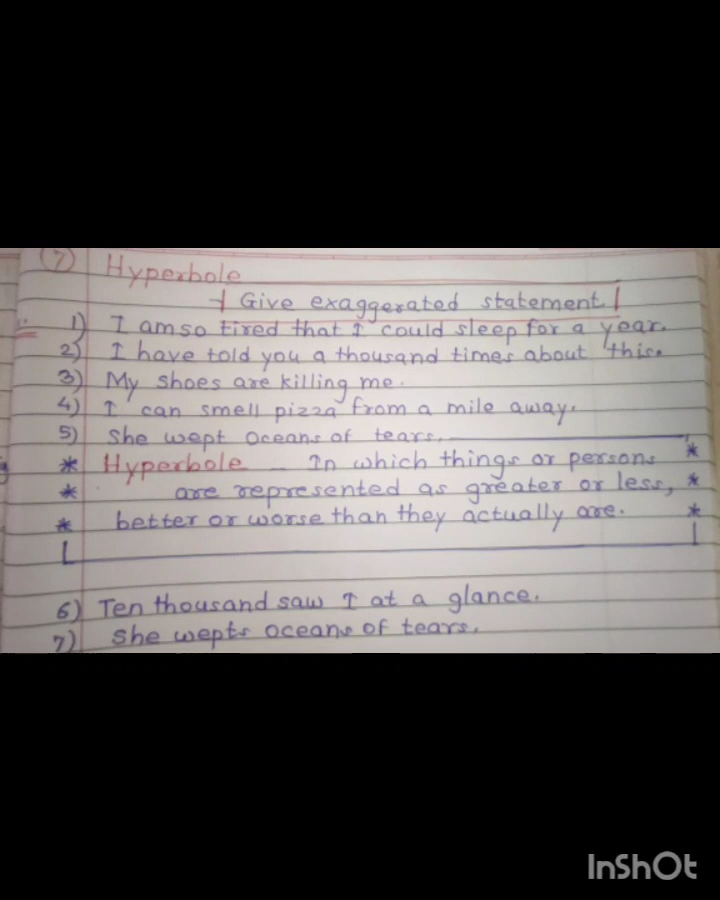 (7) Hyperbole
Give exaggerated statement.
1) I am so tired that I could sleep for a year.
2) I have told you a thousand times about this.
3) My shoes are killing me.
4) I can smell pizza from a mile away.
5) She wept oceans of tears.
* Hyperbole - In which things or persons *
* are represented as greater or less, *
* better or worse than they actually are. *
6) Ten thousand saw I at a glance.
7) She wepts oceans of tears.
InShOt